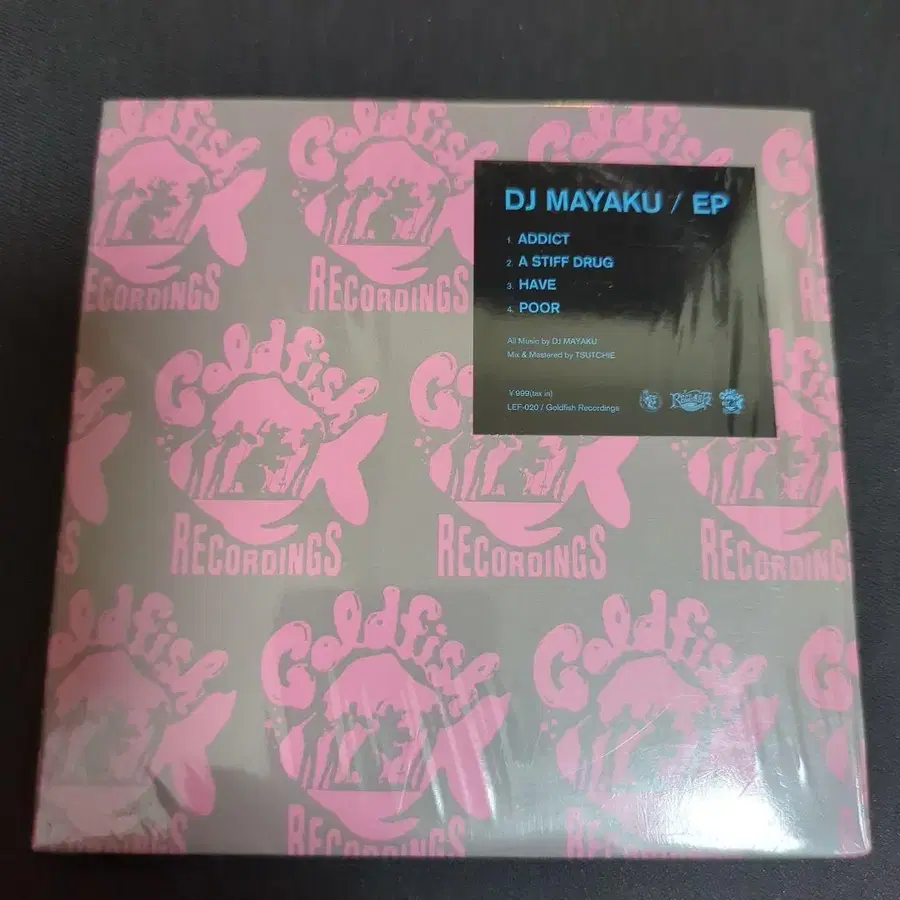 Goldfish
RECORDINGS
Goldfish
RECORDINGS
Goldfish
DJ MAYAKU / EP
1. ADDICT
2. A STIFF DRUG
3. HAVE
4. POOR
All Music by DJ MAYAKU
Mix & Mastered by TSUTCHIE
¥999(tax in)
LEF-020 / Goldfish Recordings
Goldfish
RECORDINGS
RECORDINGS
RECORDINGS
Goldfish
Goldfish
RECORDINGS
Goldfish
RECORDINGS